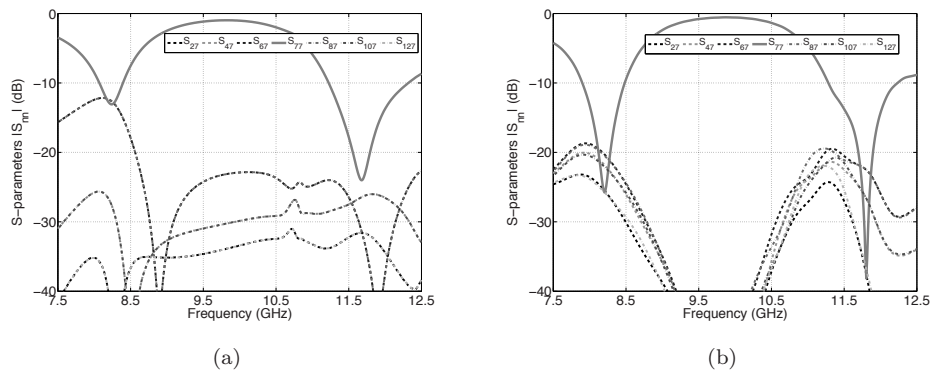 0
−10
−20
−30
−40
7.5 8.5 9.5 10.5 11.5 12.5
Frequency (GHz)
S−parameters |Snn| (dB)
S27 S47 S67 S77 S87 S107 S127
(a)
0
−10
−20
−30
−40
7.5 8.5 9.5 10.5 11.5 12.5
Frequency (GHz)
S−parameters |Snn| (dB)
S27 S47 S67 S77 S87 S107 S127
(b)